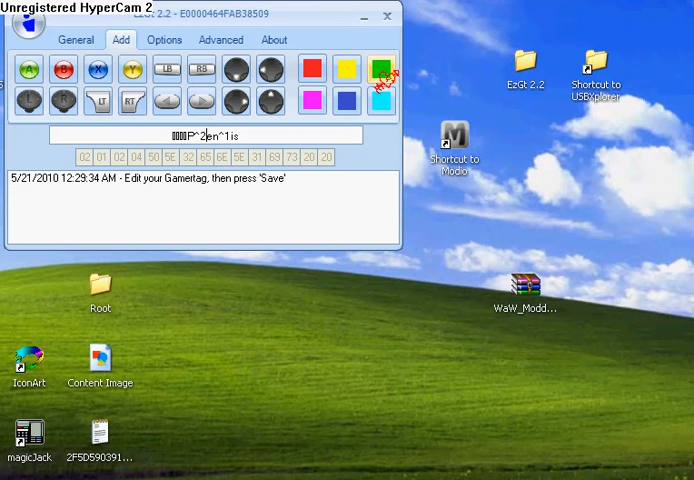 Unregistered HyperCam 2
EzGt 2.2 - E0000464FAB38509
General Add Options Advanced About
A B X Y LB RB
L R LT RT
P^2en^1is
02 01 02 04 50 5E 32 65 6E 5E 31 69 73 20 20
5/21/2010 12:29:34 AM - Edit your Gamertag, then press 'Save'
EzGt 2.2
Shortcut to
USBXplorer
M
Shortcut to
Modio
Root
WaW_Modd...
IconArt
Content Image
magicJack
2F5D590391...